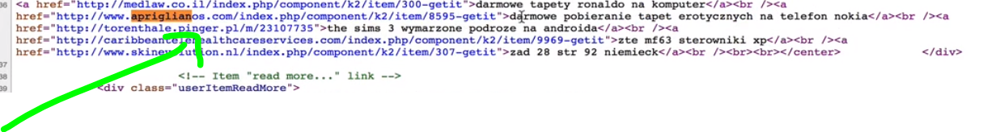 36 <a href="http://medlaw.co.il/index.php/component/k2/item/300-getit">darmowe tapety ronaldo na komputer</a><br /><a
href="http://www.apriglianos.com/index.php/component/k2/item/8595-getit">darmowe pobieranie tapet erotycznych na telefon nokia</a><br /><a
href="http://torenthale.pinger.pl/m/23107735">the sims 3 wymarzone podroze na androida</a><br /><a
href="http://caribbeantelehealthcareservices.com/index.php/component/k2/item/9969-getit">zte mf63 sterowniki xp</a><br /><a
href="http://www.skinevolution.nl/index.php/component/k2/item/307-getit">zad 28 str 92 niemieck</a><br /><br><br></center> </div>
37
38 <!-- Item "read more..." link -->
39 <div class="userItemReadMore">